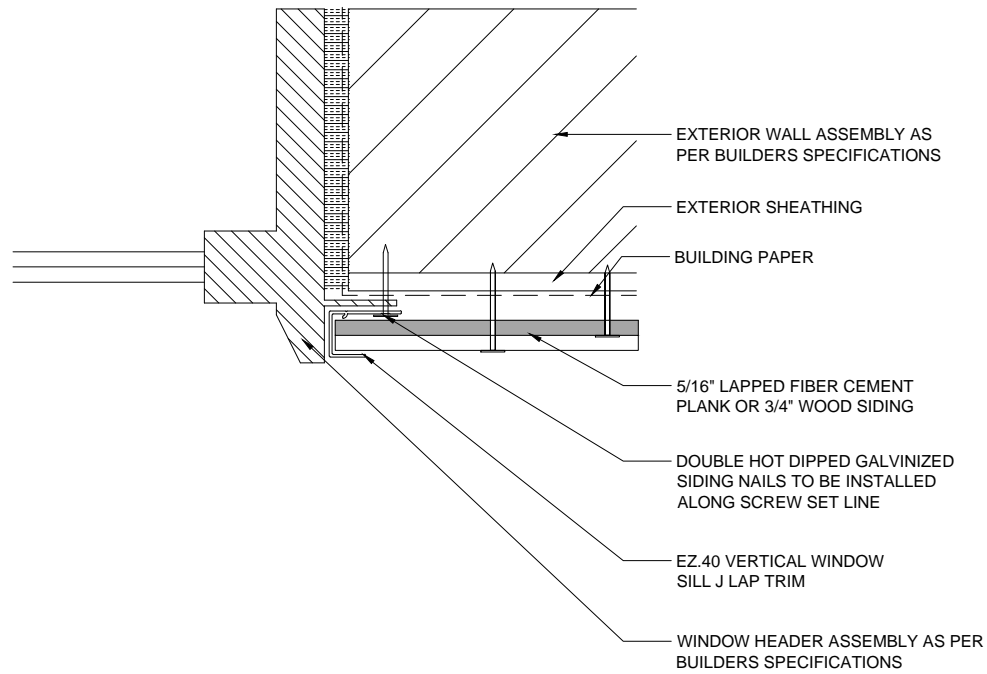 EXTERIOR WALL ASSEMBLY AS
PER BUILDERS SPECIFICATIONS
EXTERIOR SHEATHING
BUILDING PAPER
5/16" LAPPED FIBER CEMENT
PLANK OR 3/4" WOOD SIDING
DOUBLE HOT DIPPED GALVINIZED
SIDING NAILS TO BE INSTALLED
ALONG SCREW SET LINE
EZ.40 VERTICAL WINDOW
SILL J LAP TRIM
WINDOW HEADER ASSEMBLY AS PER
BUILDERS SPECIFICATIONS